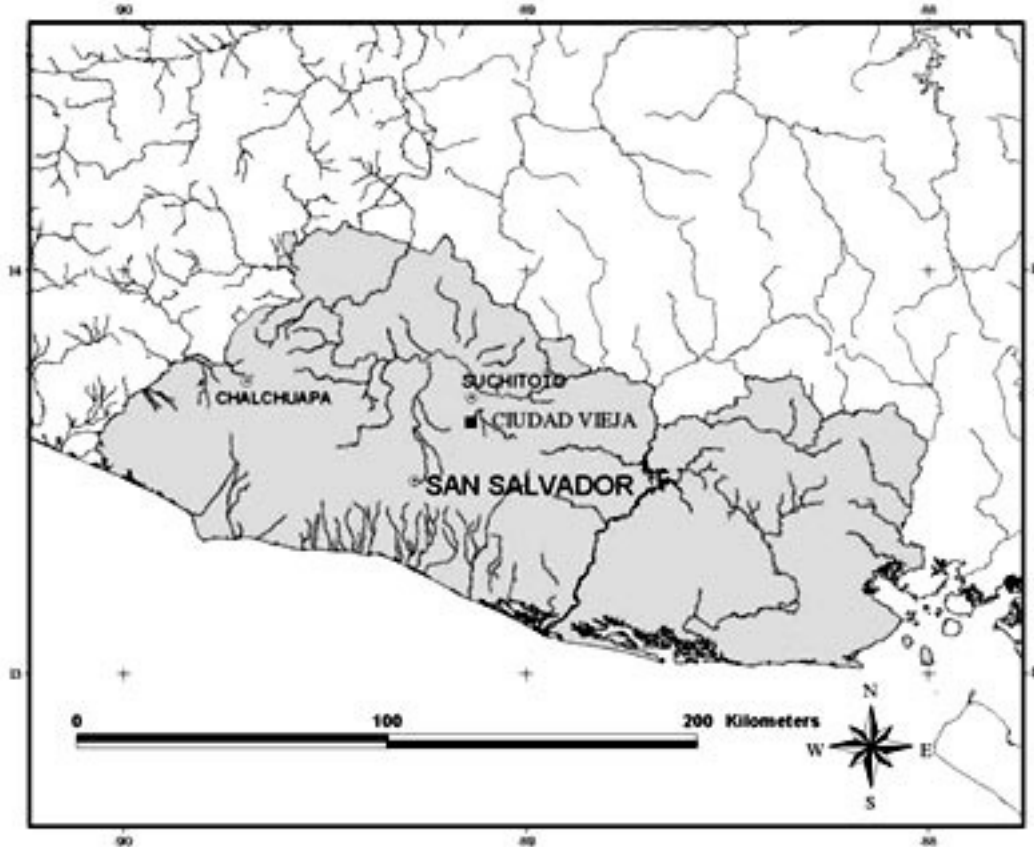 -90 -89 -88
14
SUCHITOTO
CHALCHUAPA
CIUDAD VIEJA
SAN SALVADOR
13
0 100 200 Kilometers
N
W E
S
-90 -89 -88